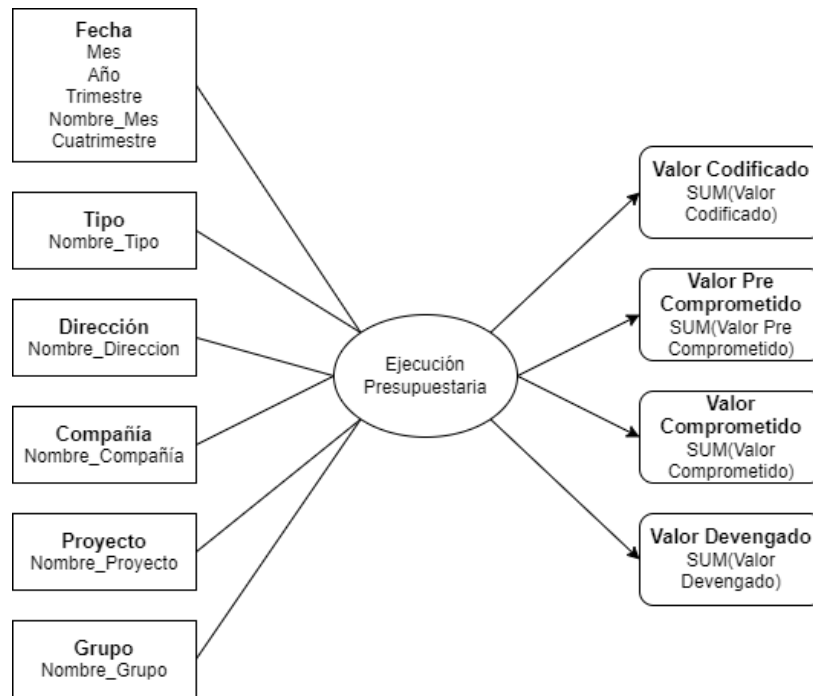 Fecha
Mes
Año
Trimestre
Nombre_Mes
Cuatrimestre
Tipo
Nombre_Tipo
Dirección
Nombre_Direccion
Compañía
Nombre_Compañía
Proyecto
Nombre_Proyecto
Grupo
Nombre_Grupo
Ejecución
Presupuestaria
Valor Codificado
SUM(Valor
Codificado)
Valor Pre
Comprometido
SUM(Valor Pre
Comprometido)
Valor
Comprometido
SUM(Valor
Comprometido)
Valor Devengado
SUM(Valor
Devengado)